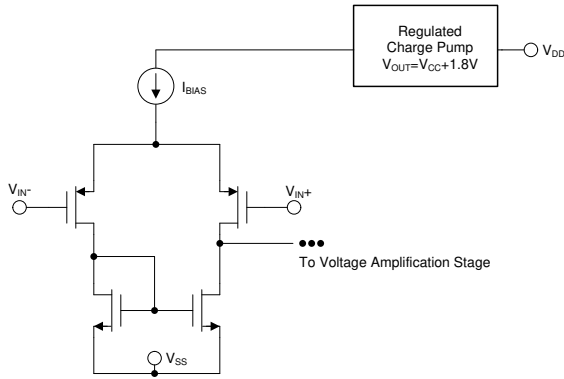 Regulated
Charge Pump
VOUT=VCC+1.8V
VDD
IBIAS
VIN-
VIN+
To Voltage Amplification Stage
VSS